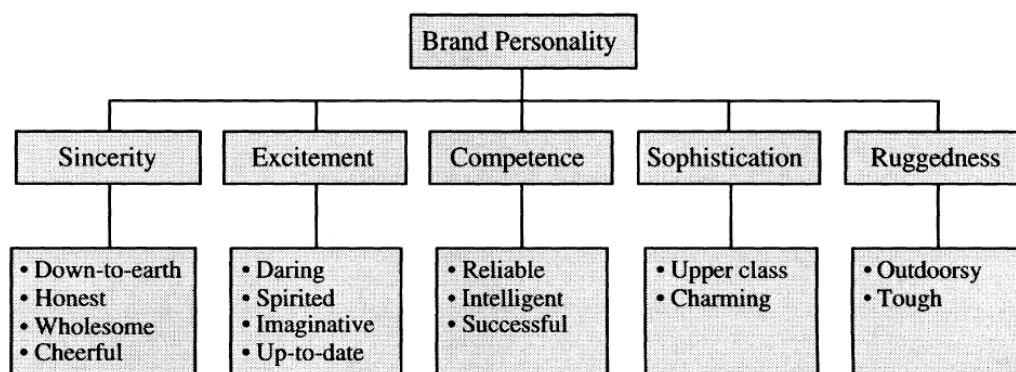 Brand Personality
Sincerity
Excitement
Competence
Sophistication
Ruggedness
• Down-to-earth
• Honest
• Wholesome
• Cheerful
• Daring
• Spirited
• Imaginative
• Up-to-date
• Reliable
• Intelligent
• Successful
• Upper class
• Charming
• Outdoorsy
• Tough